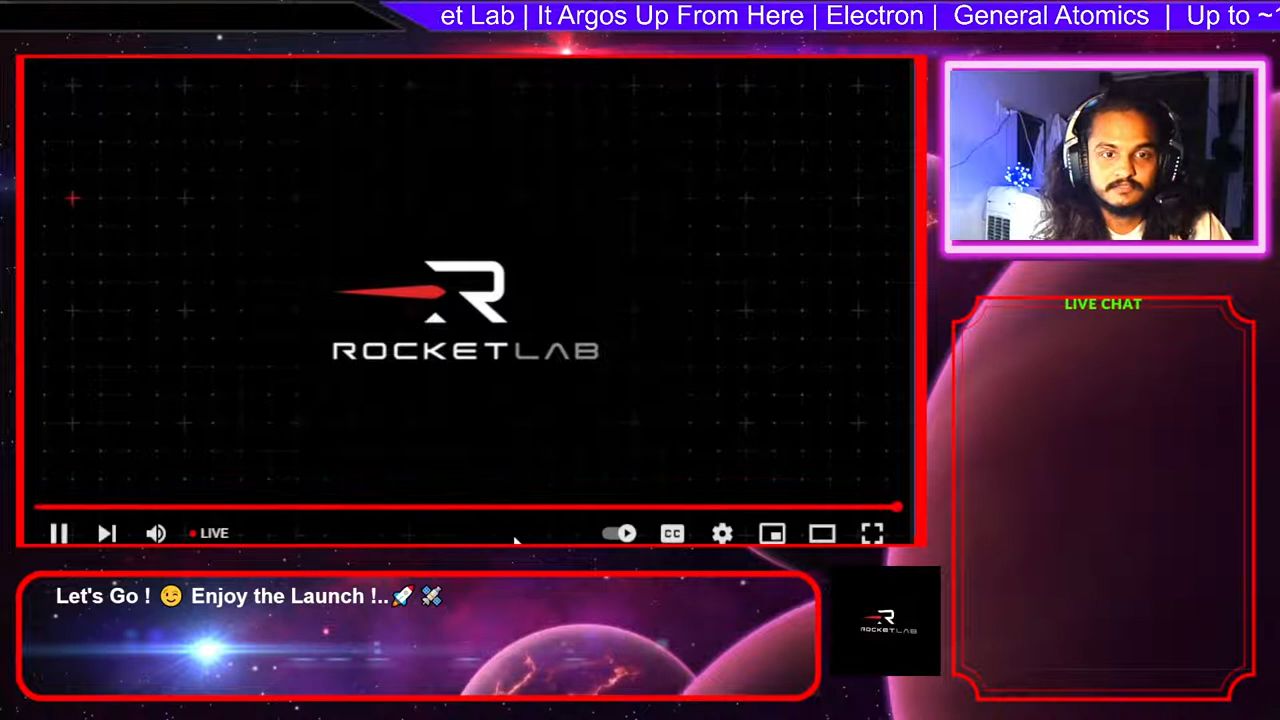 et Lab | It Argos Up From Here | Electron | General Atomics | Up to ~
ROCKETLAB
LIVE
CC
LIVE CHAT
Let's Go ! 😉 Enjoy the Launch !..🚀 🛰️
ROCKETLAB